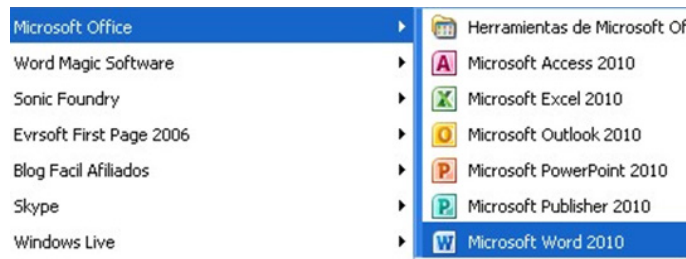 Microsoft Office
Word Magic Software
Sonic Foundry
Evrsoft First Page 2006
Blog Facil Afiliados
Skype
Windows Live
Herramientas de Microsoft Of
Microsoft Access 2010
Microsoft Excel 2010
Microsoft Outlook 2010
Microsoft PowerPoint 2010
Microsoft Publisher 2010
Microsoft Word 2010